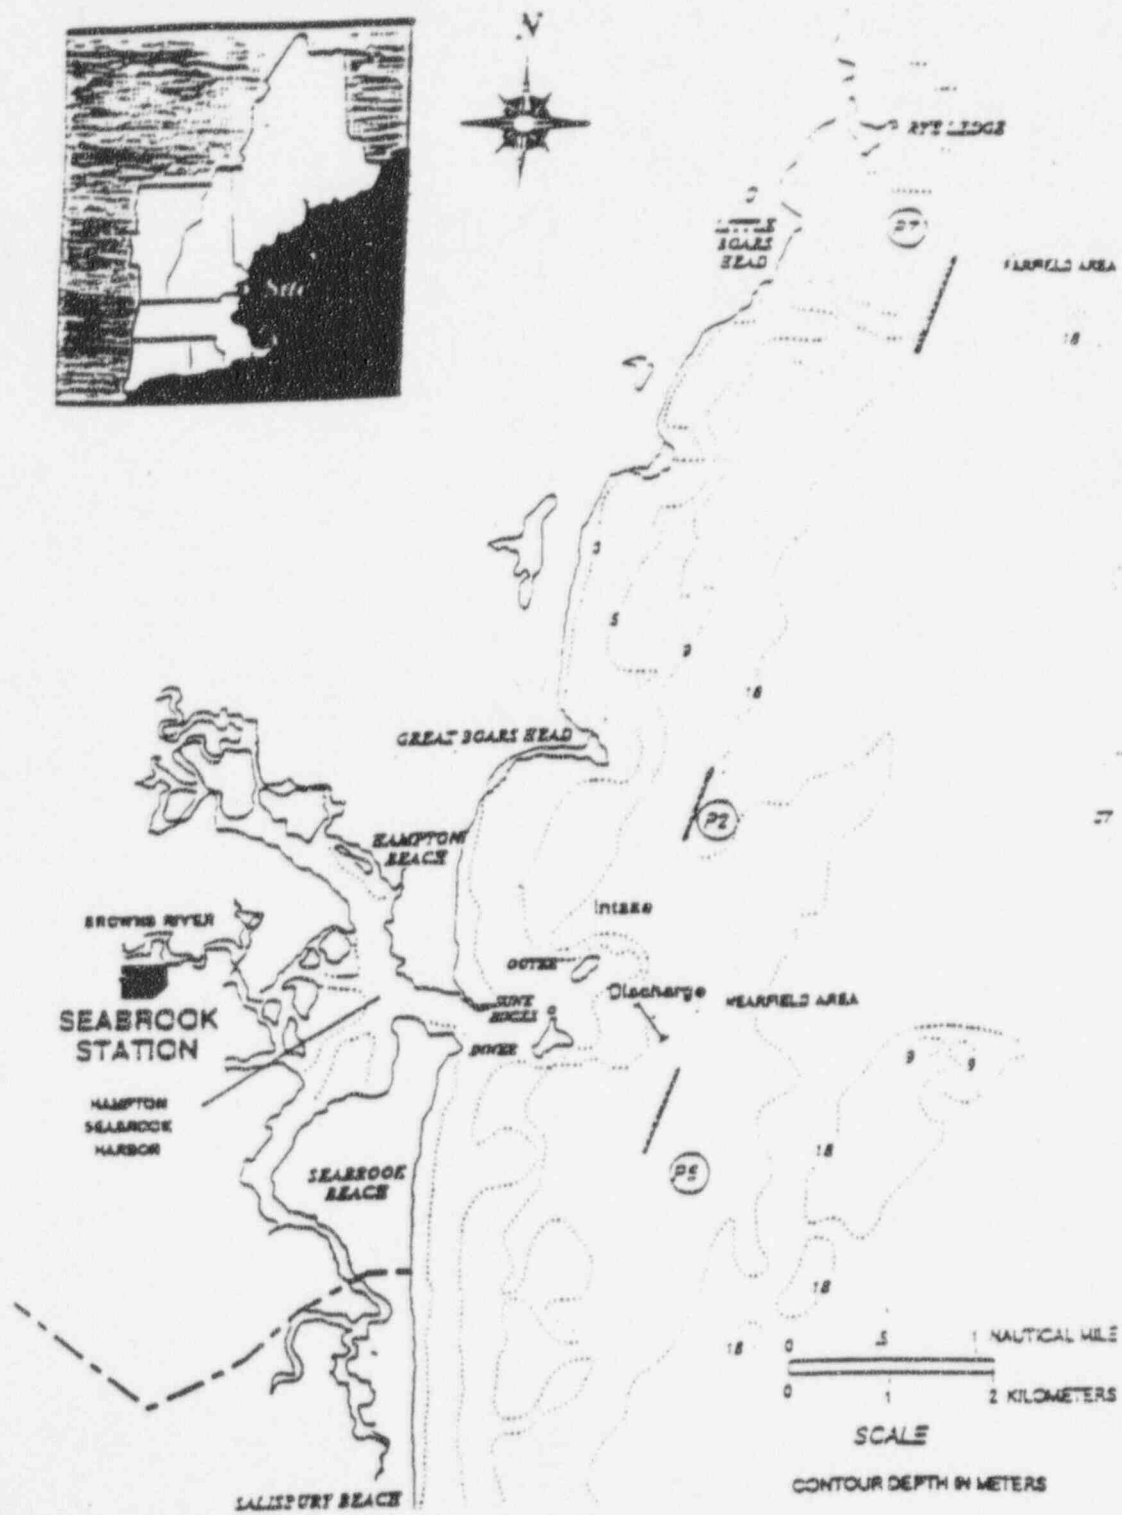 N
RYE LEDGE
LITTLE
BOARS
HEAD
P7
FARFIELD AREA
Site
18
3
5
9
18
GREAT BOARS HEAD
P2
27
HAMPTON
BEACH
BROWNS RIVER
Intake
OUTER
Discharge
NEARFIELD AREA
SUNK
ROCKS
SEABROOK
STATION
INNER
9
9
HAMPTON
SEABROOK
HARBOR
18
P5
SEABROOK
BEACH
18
18
0 .5 1 NAUTICAL MILE
0 1 2 KILOMETERS
SCALE
CONTOUR DEPTH IN METERS
SALISBURY BEACH